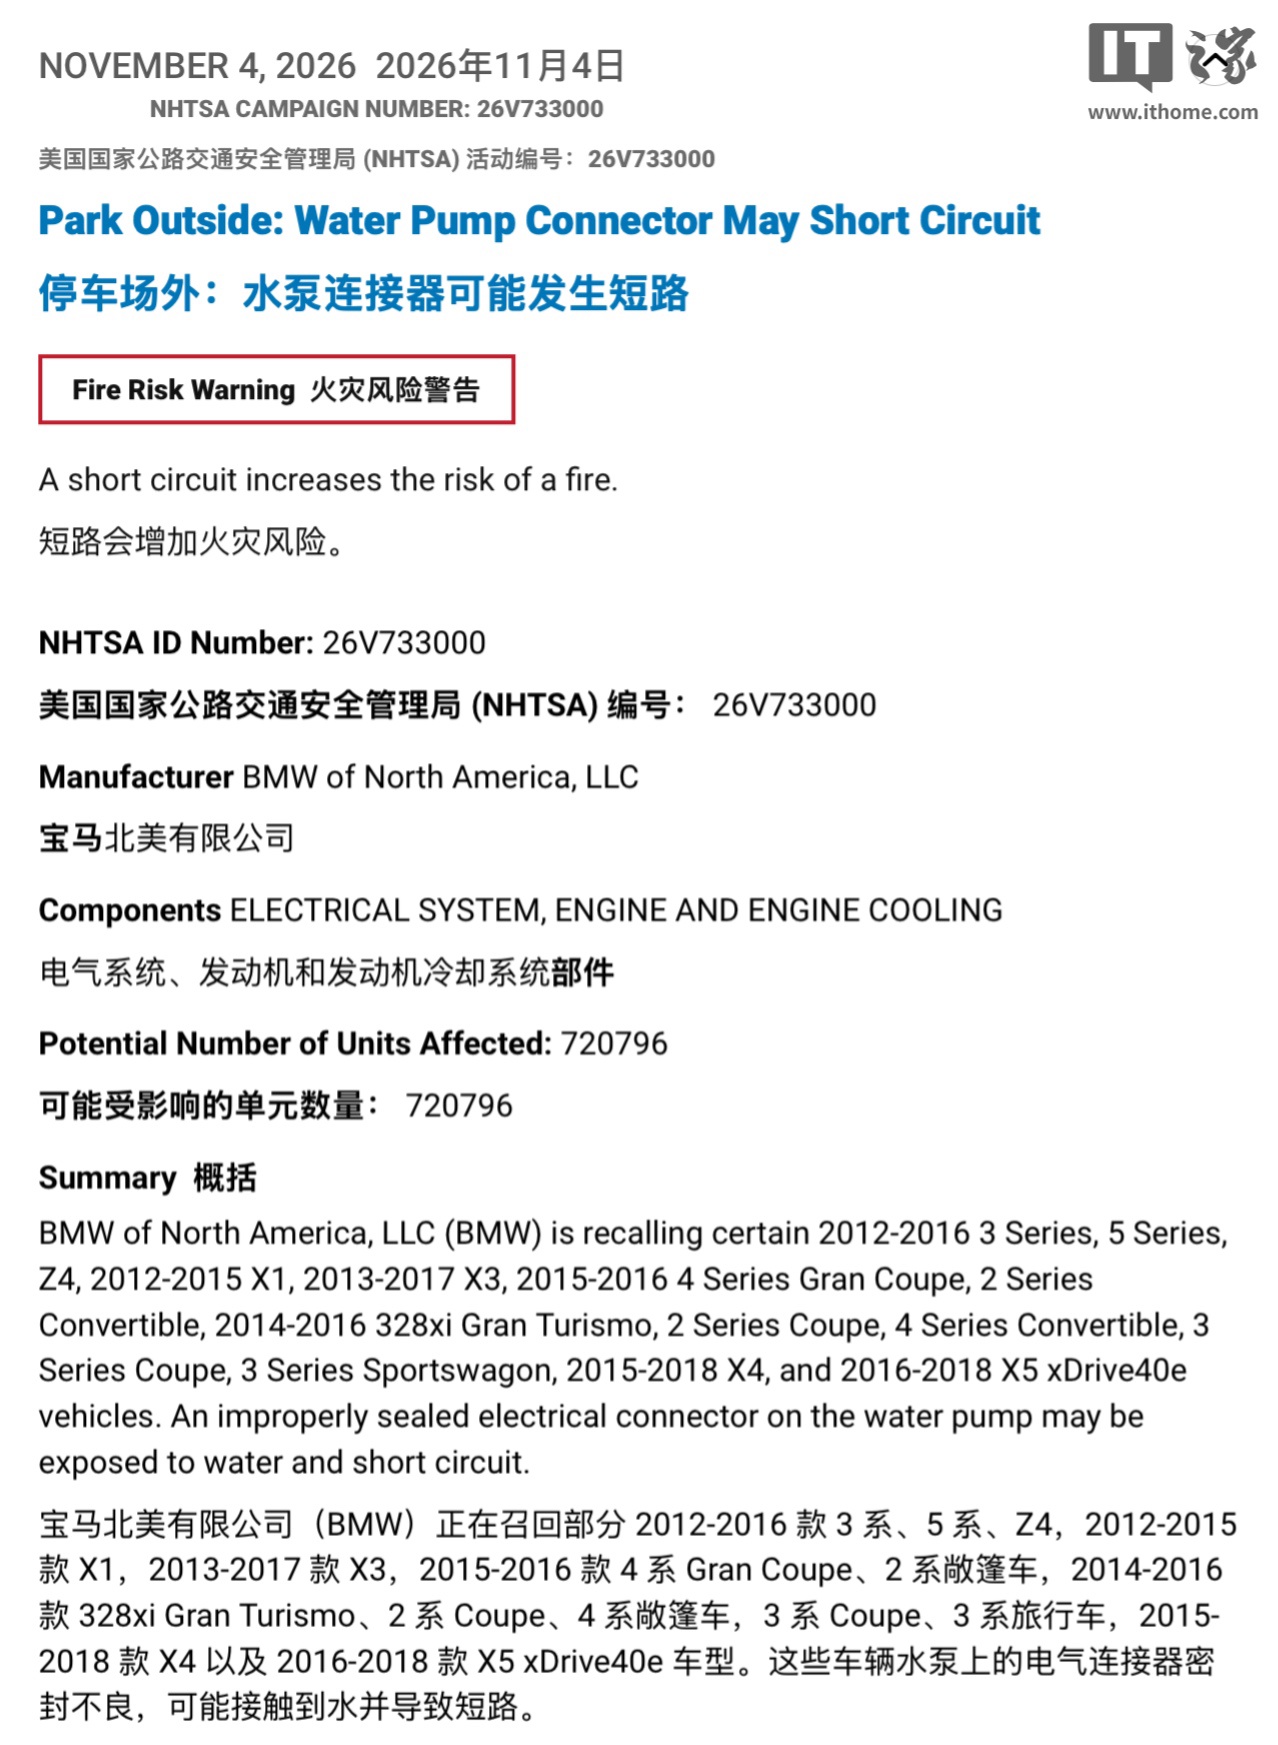 NOVEMBER 4, 2026 2026年11月4日
IT之家
www.ithome.com
NHTSA CAMPAIGN NUMBER: 26V733000
美国国家公路交通安全管理局 (NHTSA) 活动编号：26V733000
Park Outside: Water Pump Connector May Short Circuit
停车场外：水泵连接器可能发生短路
Fire Risk Warning 火灾风险警告
A short circuit increases the risk of a fire.
短路会增加火灾风险。
NHTSA ID Number: 26V733000
美国国家公路交通安全管理局 (NHTSA) 编号： 26V733000
Manufacturer BMW of North America, LLC
宝马北美有限公司
Components ELECTRICAL SYSTEM, ENGINE AND ENGINE COOLING
电气系统、发动机和发动机冷却系统部件
Potential Number of Units Affected: 720796
可能受影响的单元数量： 720796
Summary 概括
BMW of North America, LLC (BMW) is recalling certain 2012-2016 3 Series, 5 Series,
Z4, 2012-2015 X1, 2013-2017 X3, 2015-2016 4 Series Gran Coupe, 2 Series
Convertible, 2014-2016 328xi Gran Turismo, 2 Series Coupe, 4 Series Convertible, 3
Series Coupe, 3 Series Sportswagon, 2015-2018 X4, and 2016-2018 X5 xDrive40e
vehicles. An improperly sealed electrical connector on the water pump may be
exposed to water and short circuit.
宝马北美有限公司（BMW）正在召回部分 2012-2016 款 3 系、5 系、Z4，2012-2015
款 X1，2013-2017 款 X3，2015-2016 款 4 系 Gran Coupe、2 系敞篷车，2014-2016
款 328xi Gran Turismo、2 系 Coupe、4 系敞篷车，3 系 Coupe、3 系旅行车，2015-
2018 款 X4 以及 2016-2018 款 X5 xDrive40e 车型。这些车辆水泵上的电气连接器密
封不良，可能接触到水并导致短路。